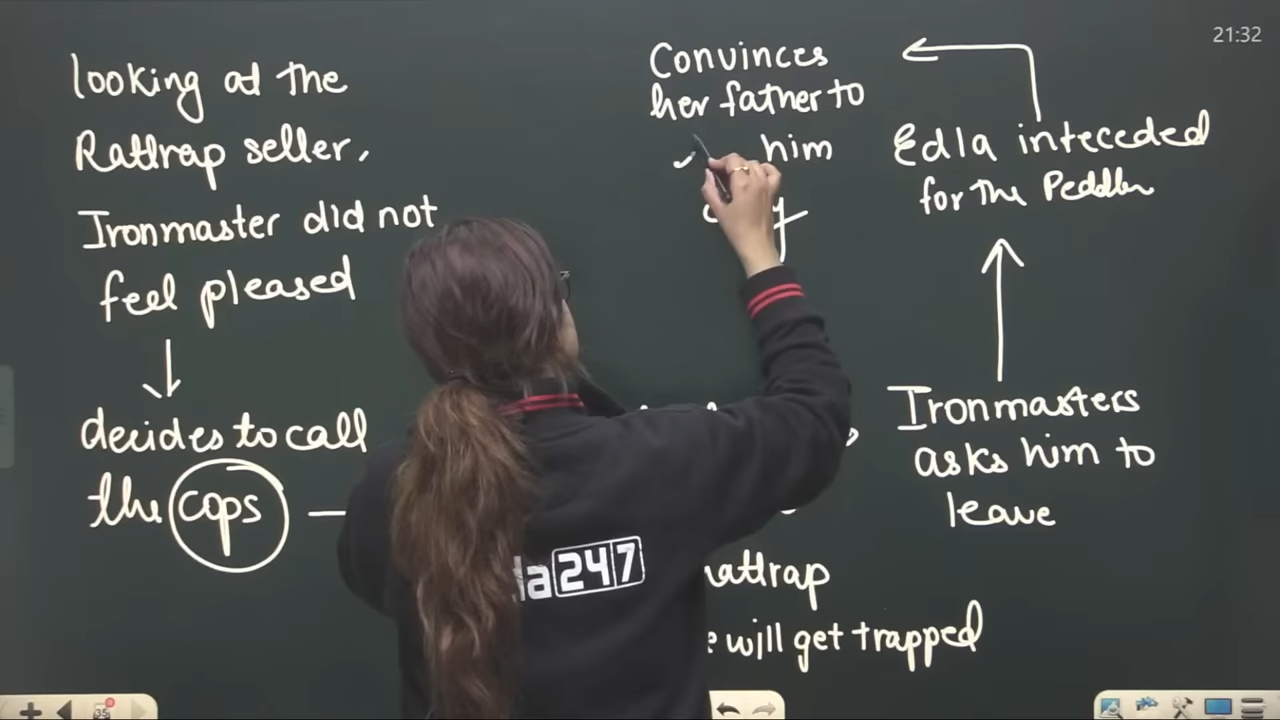 21:32
looking at the
Rattrap seller,
Ironmaster did not
feel pleased
decides to call
the cops
Convinces
her father to
him
Edla inteceded
for the Peddler
Ironmasters
asks him to
leave
will get trapped
247